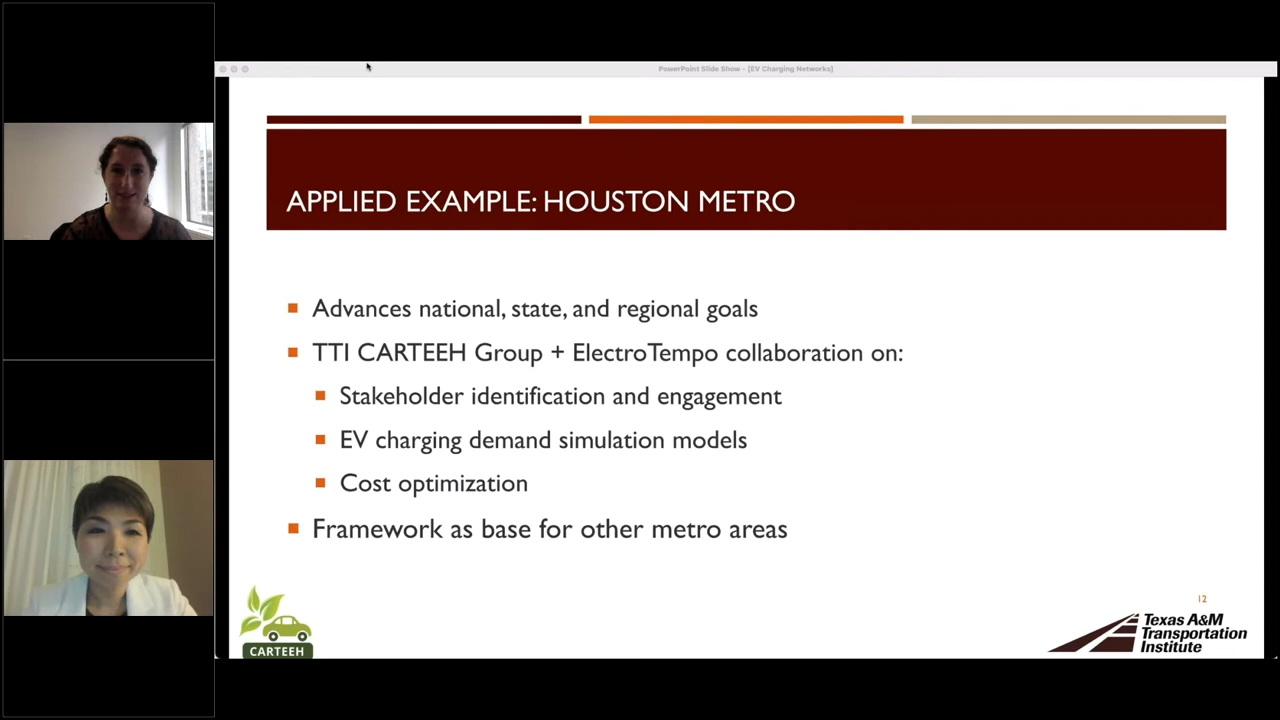 PowerPoint Slide Show - [EV Charging Networks]
APPLIED EXAMPLE: HOUSTON METRO
Advances national, state, and regional goals
TTI CARTEEH Group + ElectroTempo collaboration on:
Stakeholder identification and engagement
EV charging demand simulation models
Cost optimization
Framework as base for other metro areas
12
CARTEEH
Texas A&M
Transportation
Institute